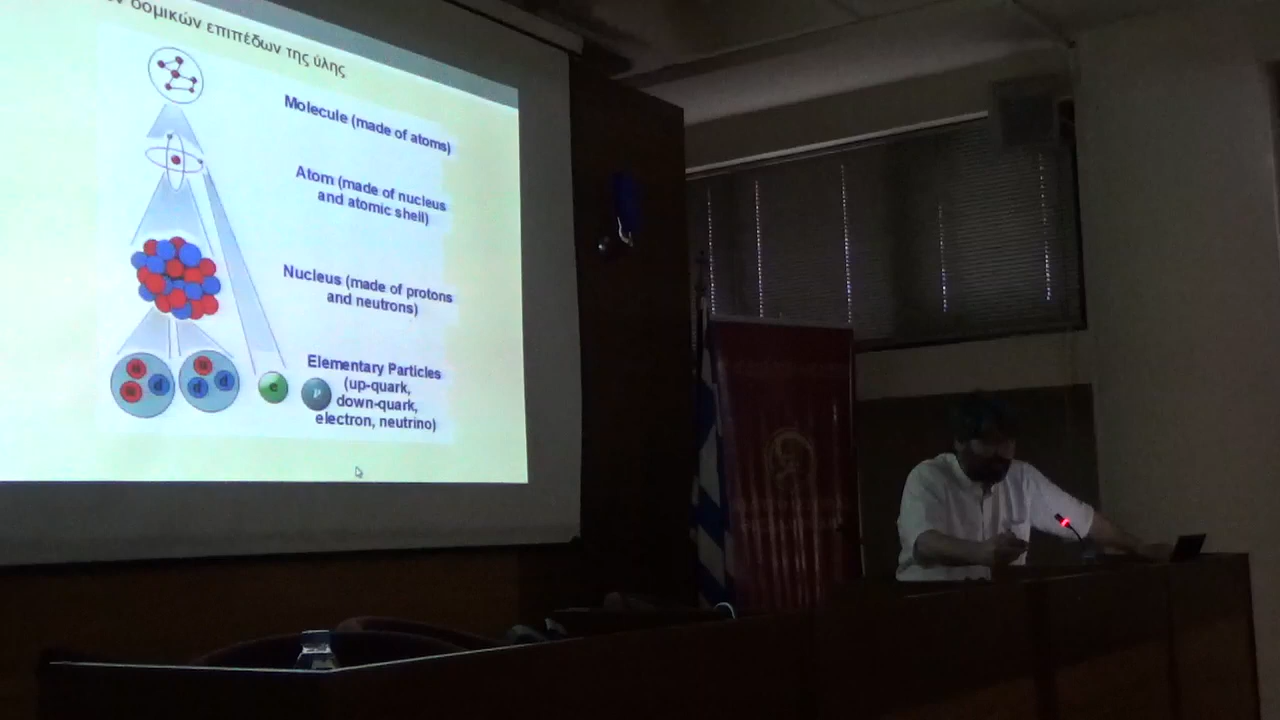 δομικών επιπέδων της ύλης
Molecule (made of atoms)
Atom (made of nucleus
and atomic shell)
Nucleus (made of protons
and neutrons)
Elementary Particles
(up-quark,
down-quark,
electron, neutrino)
u
u d
u
d d
e
ν